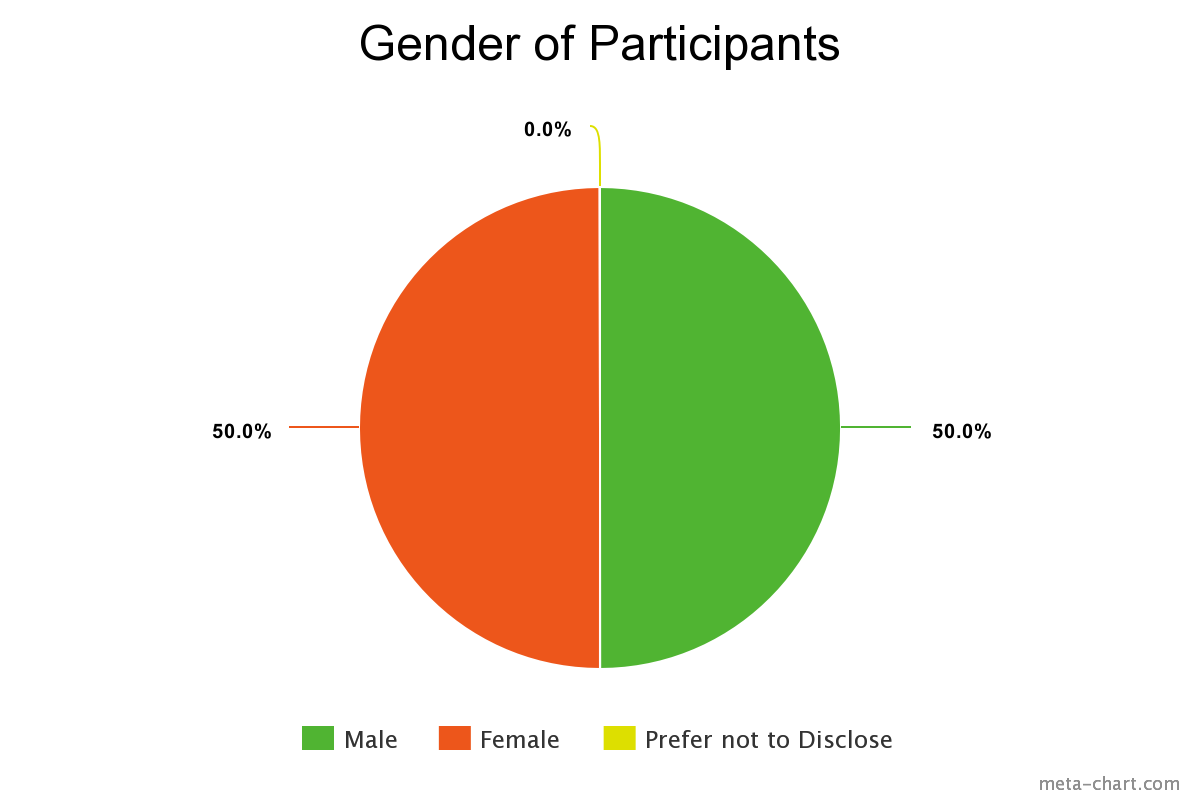 Gender of Participants
0.0%
50.0%
50.0%
Male Female Prefer not to Disclose
meta-chart.com